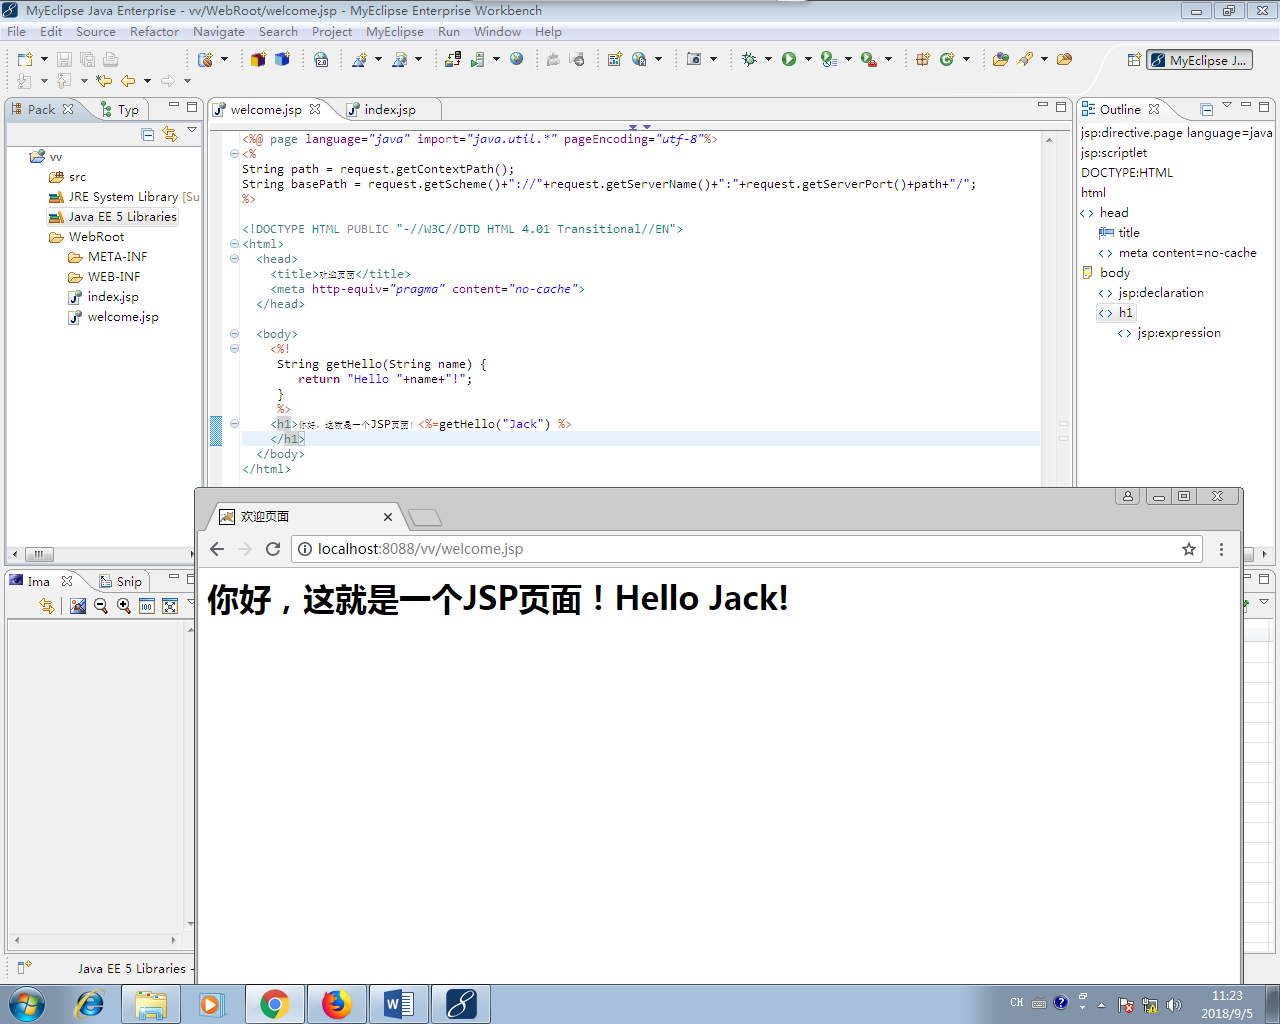 MyEclipse Java Enterprise - vv/WebRoot/welcome.jsp - MyEclipse Enterprise Workbench
File Edit Source Refactor Navigate Search Project MyEclipse Run Window Help
MyEclipse J...
Pack Typ
vv
src
JRE System Library [Su
Java EE 5 Libraries
WebRoot
META-INF
WEB-INF
index.jsp
welcome.jsp
welcome.jsp index.jsp
<%@ page language="java" import="java.util.*" pageEncoding="utf-8"%>
<%
String path = request.getContextPath();
String basePath = request.getScheme()+"://"+request.getServerName()+":"+request.getServerPort()+path+"/";
%>
<!DOCTYPE HTML PUBLIC "-//W3C//DTD HTML 4.01 Transitional//EN">
<html>
<head>
<title>欢迎页面</title>
<meta http-equiv="pragma" content="no-cache">
</head>
<body>
<%!
String getHello(String name) {
return "Hello "+name+"!";
}
%>
<h1>你好，这就是一个JSP页面！<%=getHello("Jack") %>
</h1>
</body>
</html>
Outline
jsp:directive.page language=java
jsp:scriptlet
DOCTYPE:HTML
html
head
title
meta content=no-cache
body
jsp:declaration
h1
jsp:expression
Ima Snip
100
欢迎页面
localhost:8088/vv/welcome.jsp
你好，这就是一个JSP页面！Hello Jack!
Java EE 5 Libraries -
CH
11:23
2018/9/5